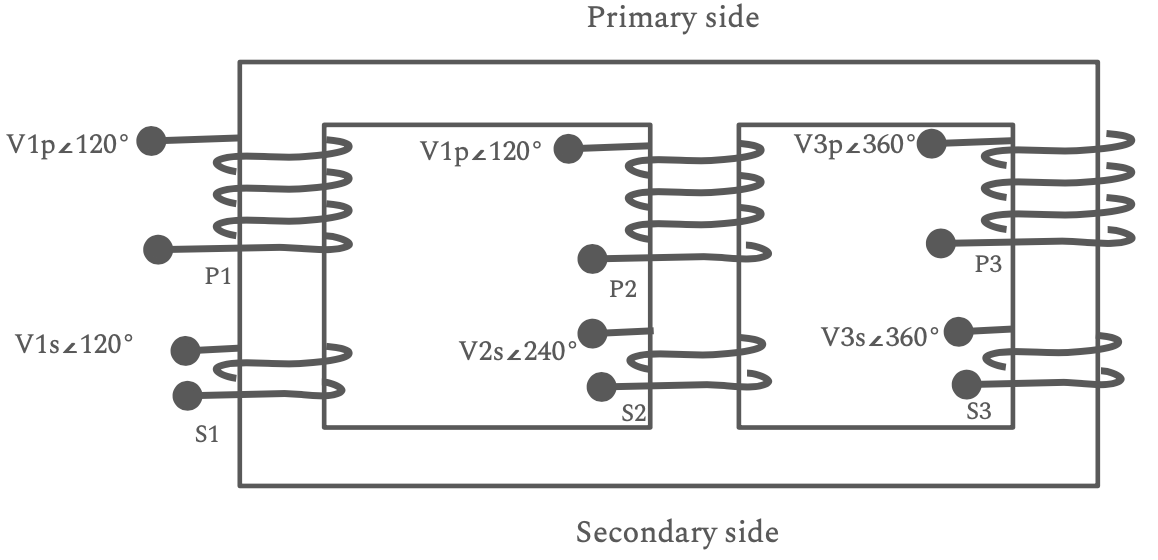 Primary side
V1p∠120°
V1p∠120°
V3p∠360°
P1
P2
P3
V1s∠120°
V2s∠240°
V3s∠360°
S1
S2
S3
Secondary side